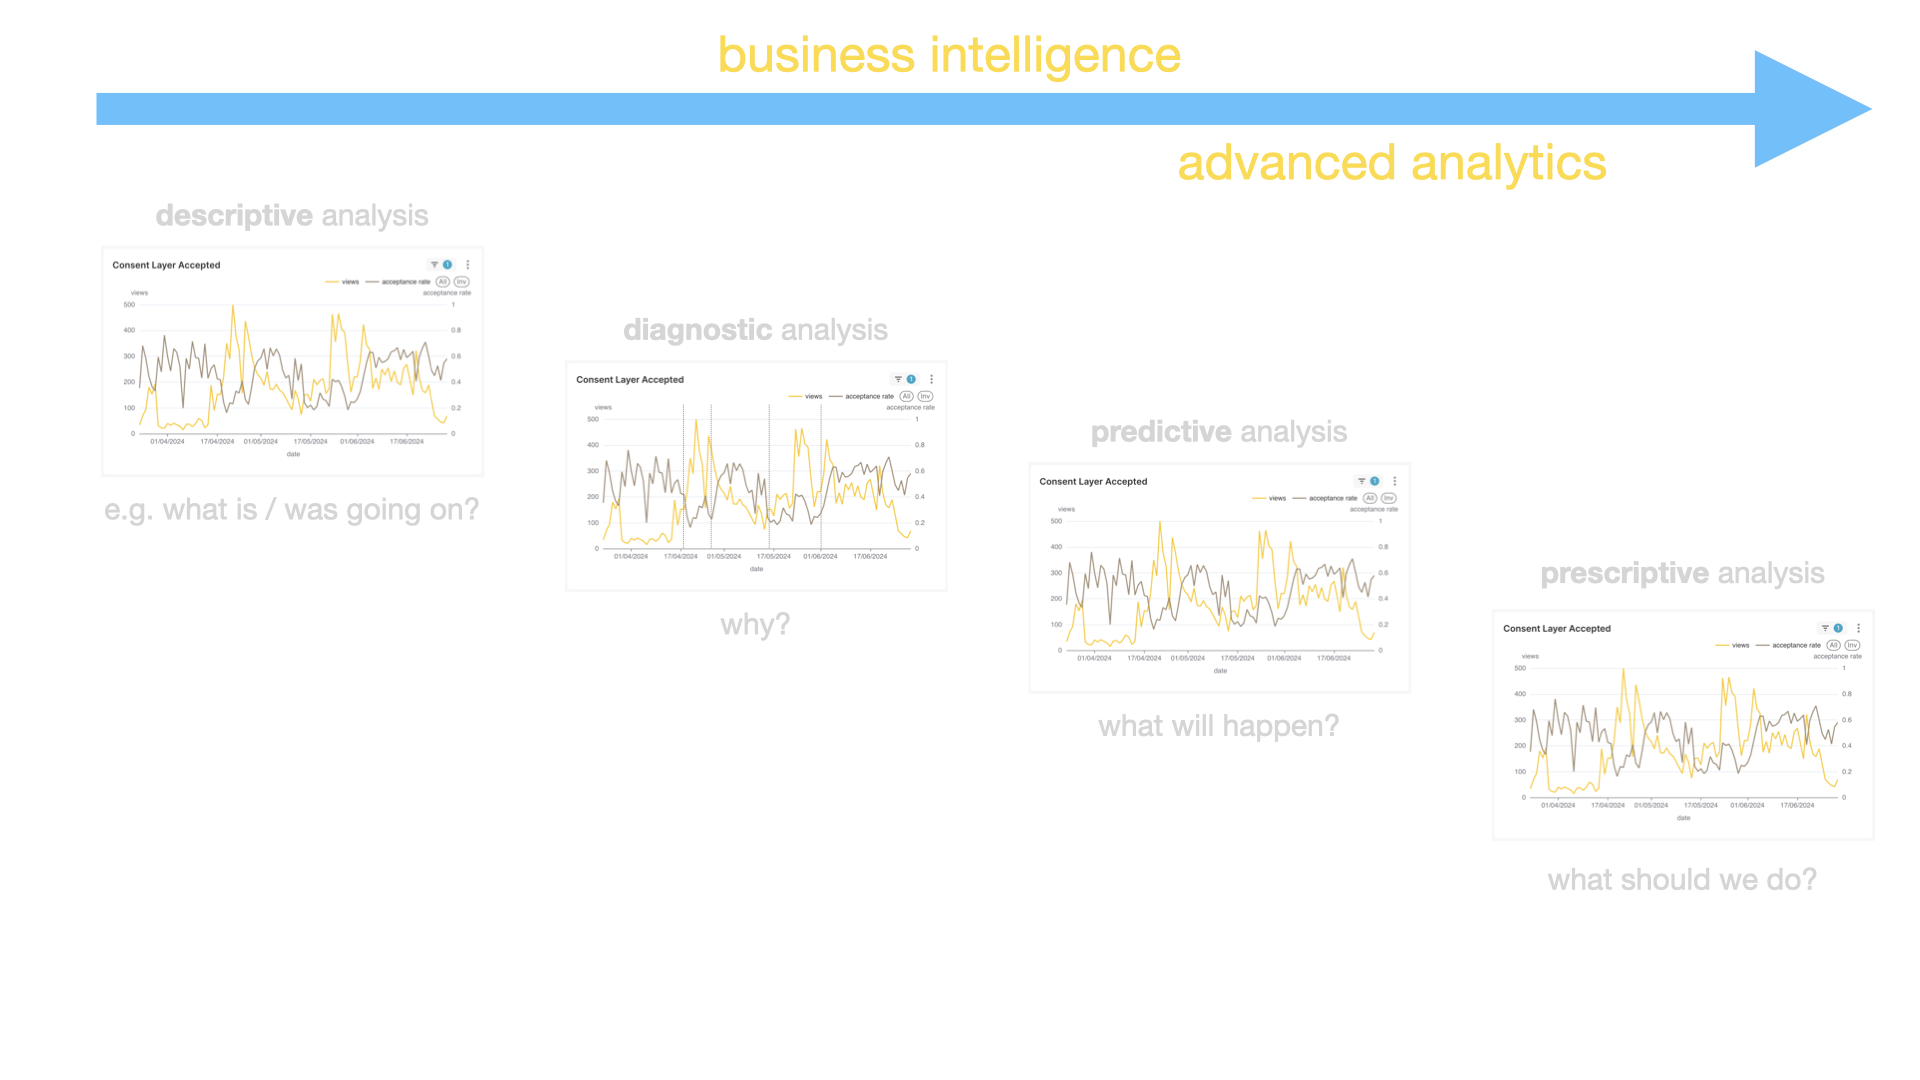 business intelligence
advanced analytics
descriptive analysis
Consent Layer Accepted
1
views acceptance rate All Inv
views acceptance rate
500 1
400 0.8
300 0.6
200 0.4
100 0.2
0 0
01/04/2024 17/04/2024 01/05/2024 17/05/2024 01/06/2024 17/06/2024
date
e.g. what is / was going on?
diagnostic analysis
Consent Layer Accepted
1
views acceptance rate All Inv
views acceptance rate
500 1
400 0.8
300 0.6
200 0.4
100 0.2
0 0
01/04/2024 17/04/2024 01/05/2024 17/05/2024 01/06/2024 17/06/2024
date
why?
predictive analysis
Consent Layer Accepted
1
views acceptance rate All Inv
views acceptance rate
500 1
400 0.8
300 0.6
200 0.4
100 0.2
0 0
01/04/2024 17/04/2024 01/05/2024 17/05/2024 01/06/2024 17/06/2024
date
what will happen?
prescriptive analysis
Consent Layer Accepted
1
views acceptance rate All Inv
views acceptance rate
500 1
400 0.8
300 0.6
200 0.4
100 0.2
0 0
01/04/2024 17/04/2024 01/05/2024 17/05/2024 01/06/2024 17/06/2024
date
what should we do?